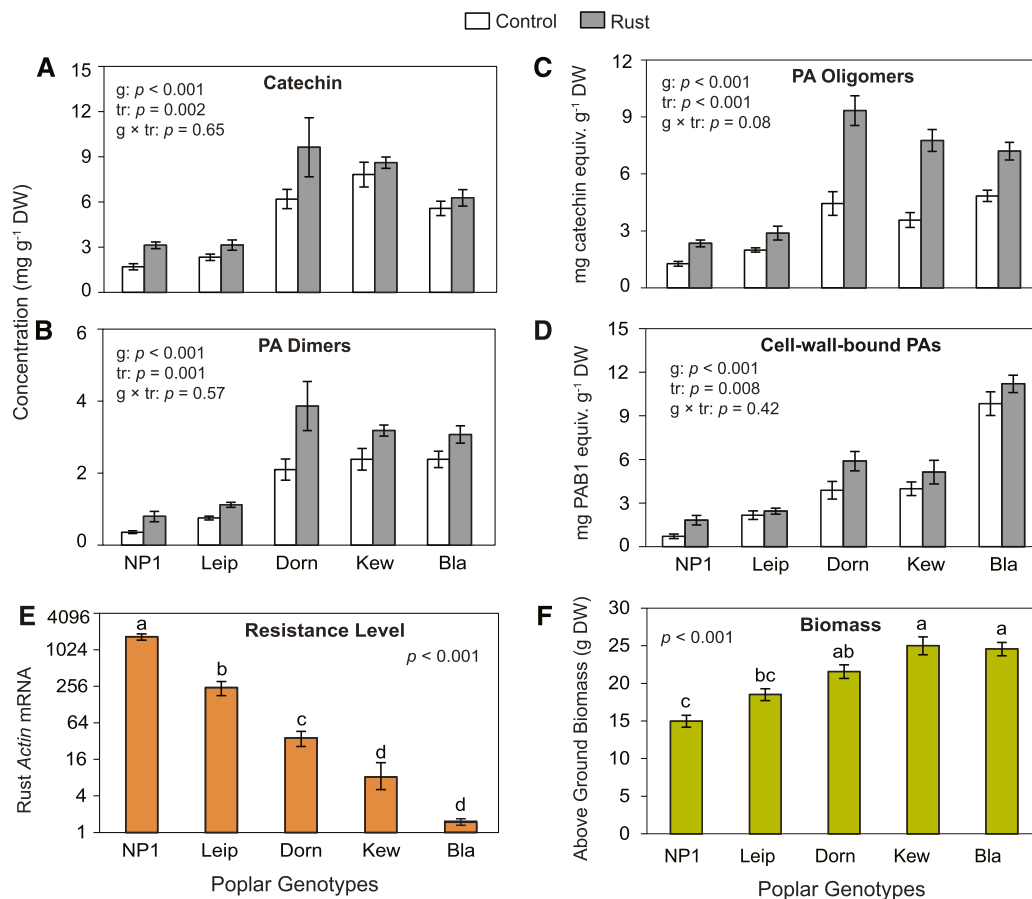 Control Rust
A
Catechin
g: p < 0.001
tr: p = 0.002
g × tr: p = 0.65
15
12
9
6
3
0
Concentration (mg g-1 DW)
B
PA Dimers
g: p < 0.001
tr: p = 0.001
g × tr: p = 0.57
6
4
2
0
NP1 Leip Dorn Kew Bla
C
PA Oligomers
g: p < 0.001
tr: p < 0.001
g × tr: p = 0.08
12
9
6
3
0
mg catechin equiv. g-1 DW
D
Cell-wall-bound PAs
g: p < 0.001
tr: p = 0.008
g × tr: p = 0.42
15
12
9
6
3
0
mg PAB1 equiv. g-1 DW
NP1 Leip Dorn Kew Bla
E
Resistance Level
p < 0.001
4096
1024
256
64
16
4
1
Rust Actin mRNA
a b c d d
NP1 Leip Dorn Kew Bla
Poplar Genotypes
F
Biomass
p < 0.001
30
25
20
15
10
5
0
Above Ground Biomass (g DW)
c bc ab a a
NP1 Leip Dorn Kew Bla
Poplar Genotypes